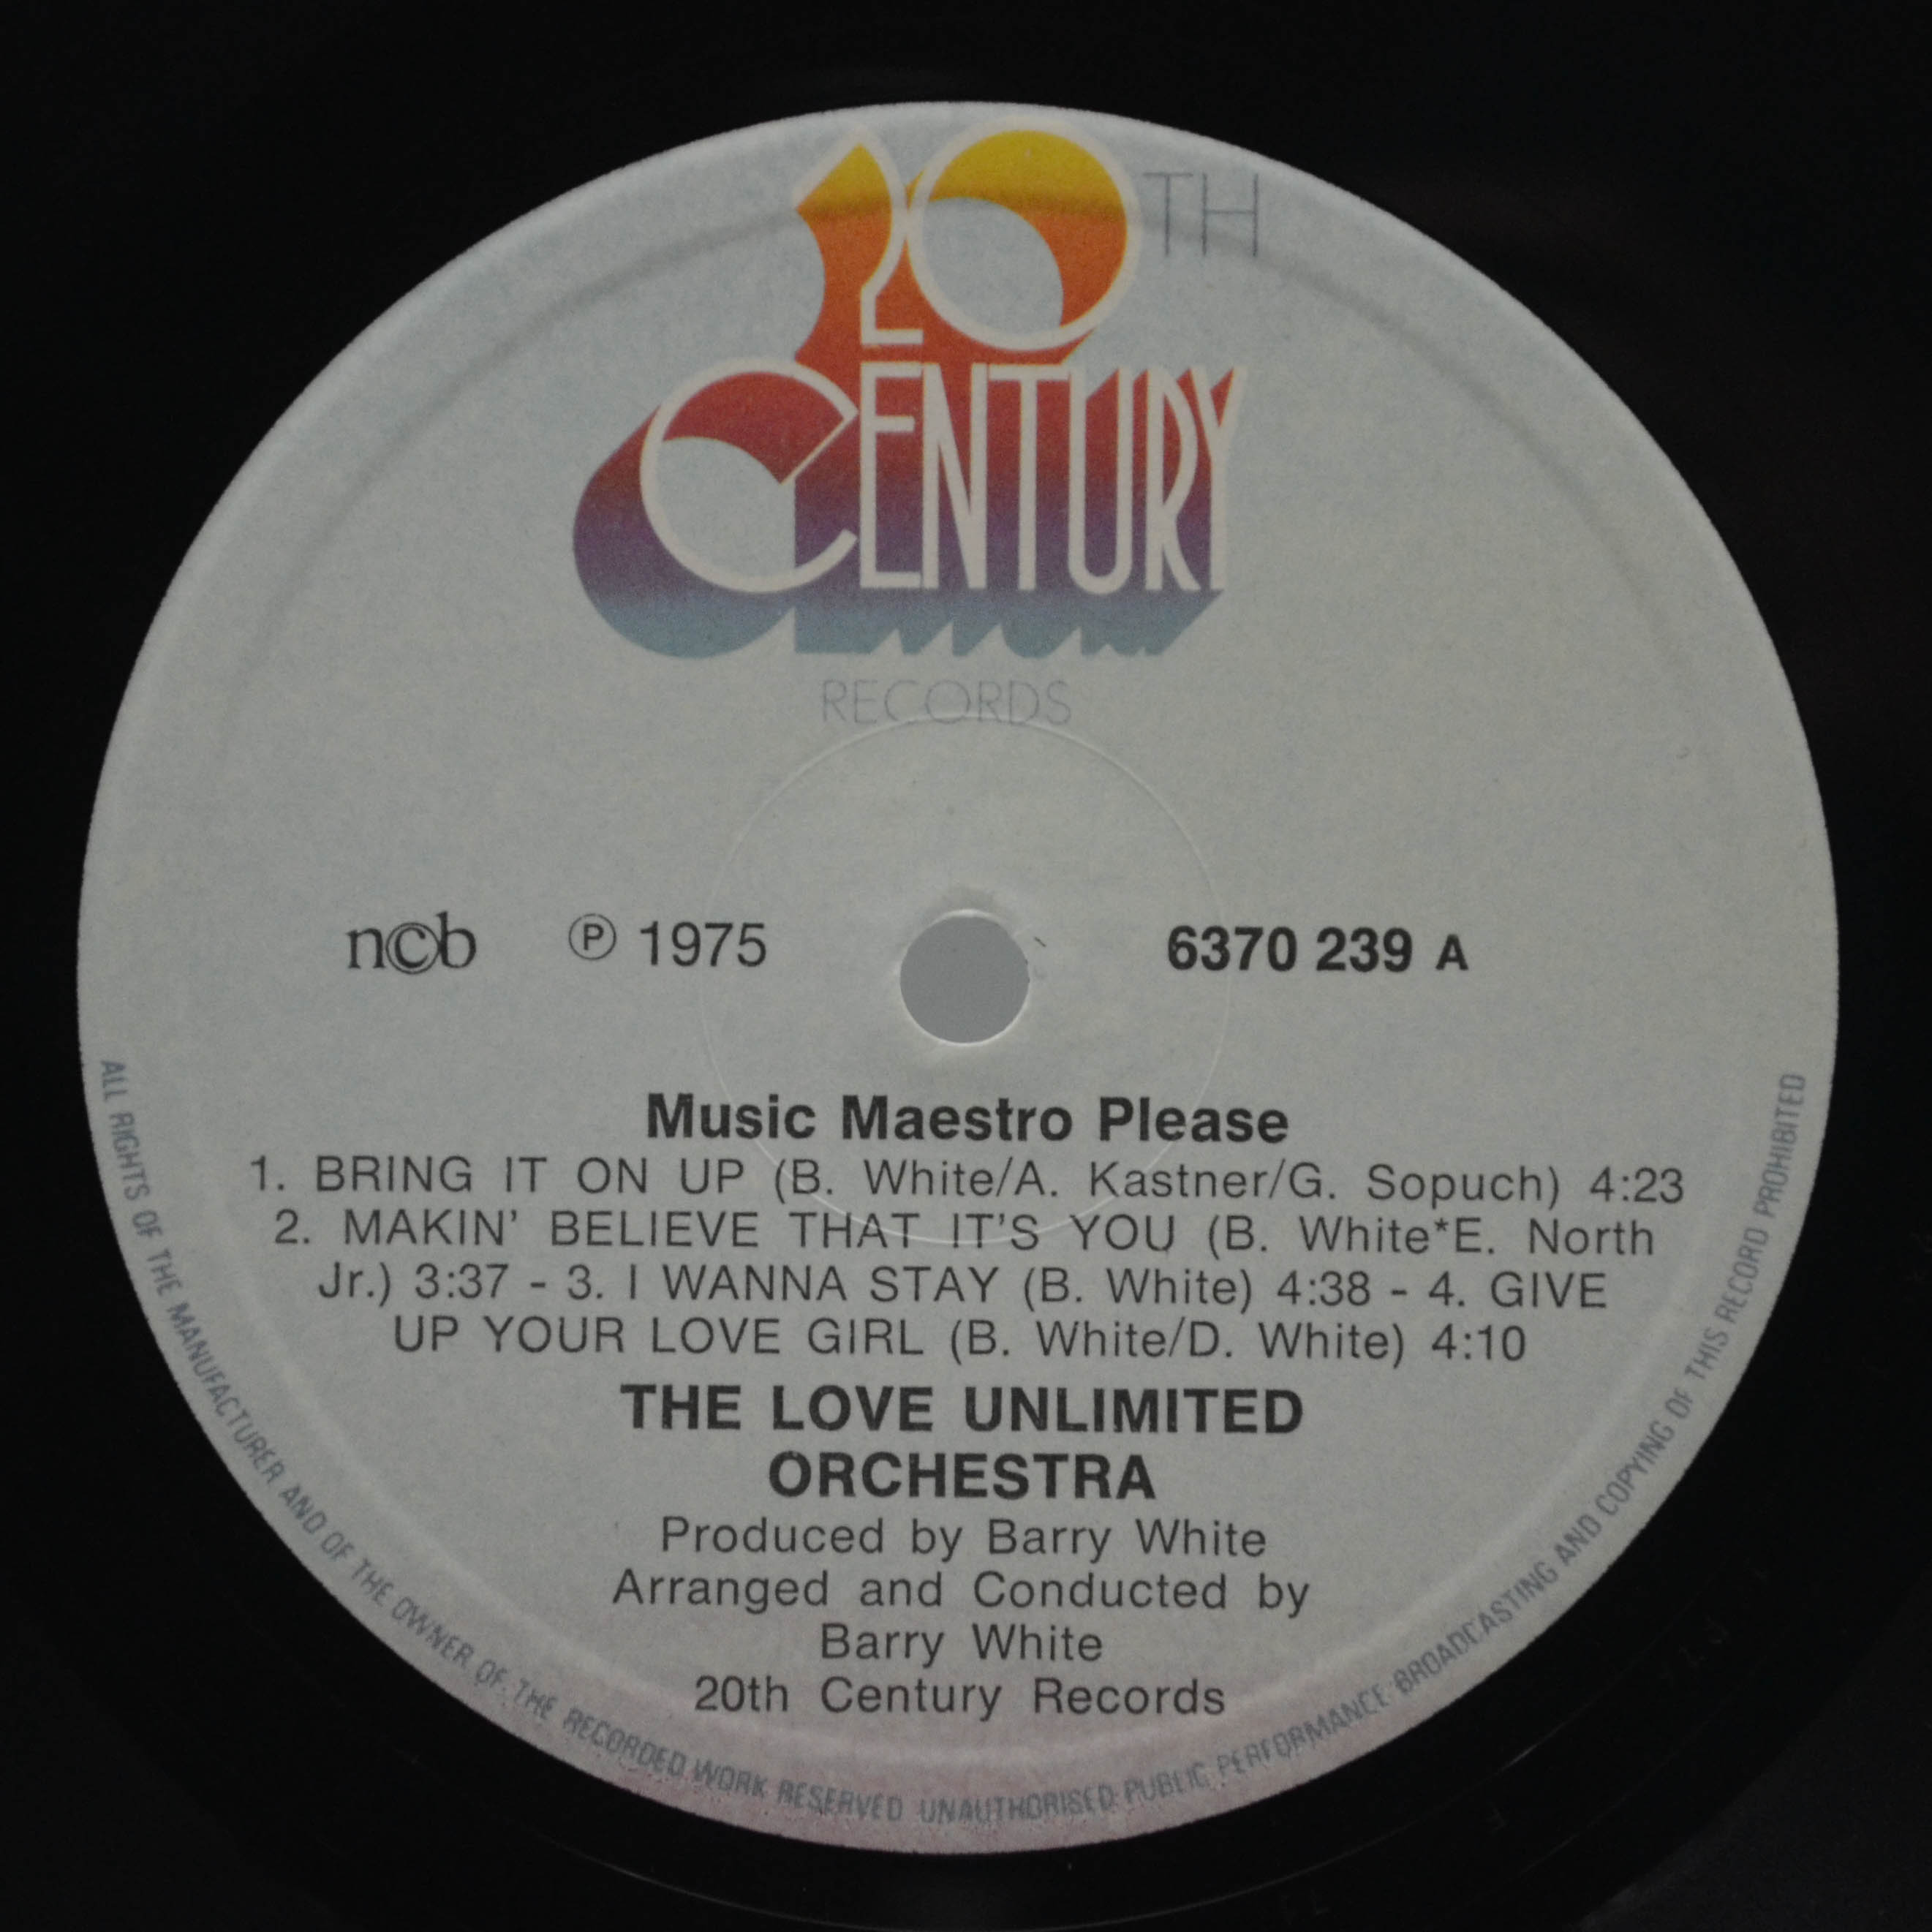 20TH
CENTURY
RECORDS
ncb ℗ 1975 6370 239 A
Music Maestro Please
1. BRING IT ON UP (B. White/A. Kastner/G. Sopuch) 4:23
2. MAKIN' BELIEVE THAT IT'S YOU (B. White*E. North
Jr.) 3:37 - 3. I WANNA STAY (B. White) 4:38 - 4. GIVE
UP YOUR LOVE GIRL (B. White/D. White) 4:10
THE LOVE UNLIMITED
ORCHESTRA
Produced by Barry White
Arranged and Conducted by
Barry White
20th Century Records
ALL RIGHTS OF THE MANUFACTURER AND OF THE OWNER OF THE RECORDED WORK RESERVED UNAUTHORISED PUBLIC PERFORMANCE BROADCASTING AND COPYING OF THIS RECORD PROHIBITED